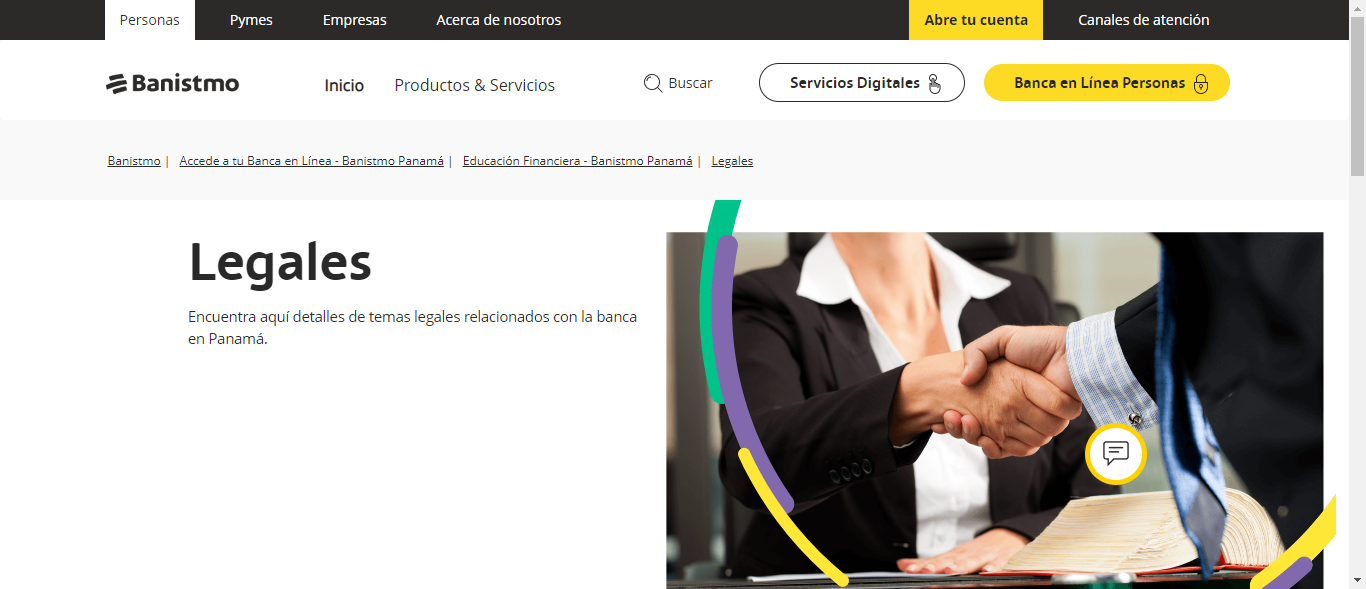 Personas Pymes Empresas Acerca de nosotros Abre tu cuenta Canales de atención
Banistmo Inicio Productos & Servicios Buscar Servicios Digitales Banca en Línea Personas
Banistmo | Accede a tu Banca en Línea - Banistmo Panamá | Educación Financiera - Banistmo Panamá | Legales
Legales
Encuentra aquí detalles de temas legales relacionados con la banca
en Panamá.